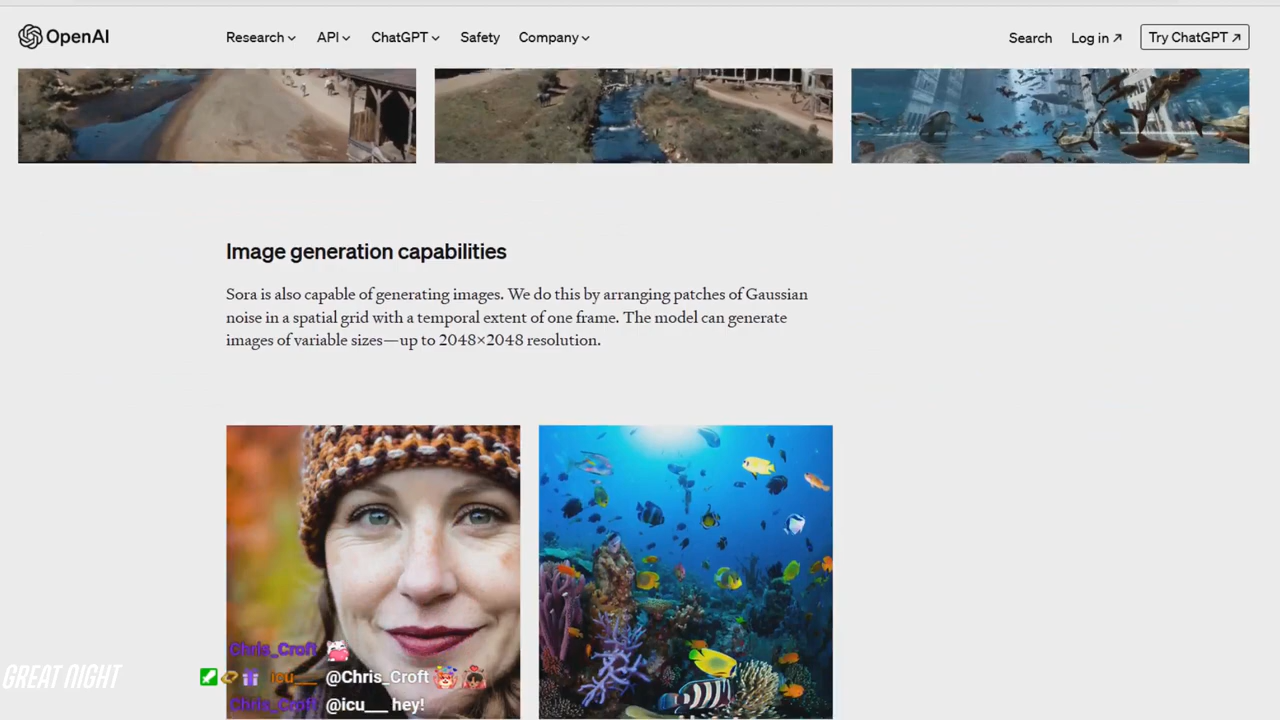 OpenAI Research API ChatGPT Safety Company Search Log in ↗ Try ChatGPT ↗
Image generation capabilities
Sora is also capable of generating images. We do this by arranging patches of Gaussian
noise in a spatial grid with a temporal extent of one frame. The model can generate
images of variable sizes—up to 2048×2048 resolution.
Chris_Croft
GREAT NIGHT
icu___ @Chris_Croft
Chris_Croft @icu___ hey!